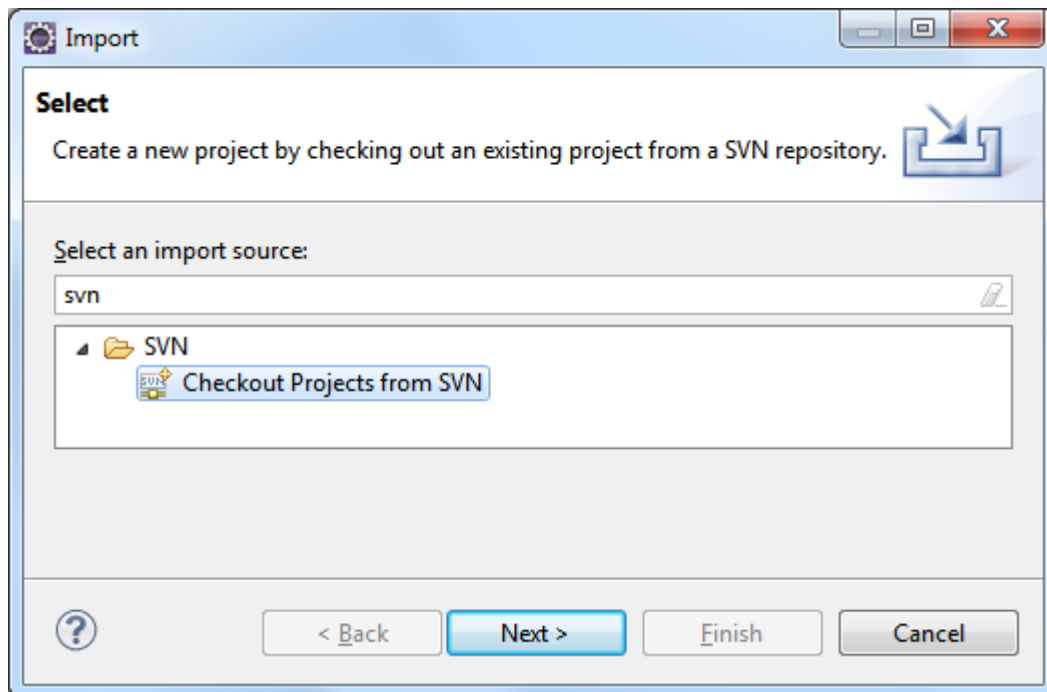 Import
Select
Create a new project by checking out an existing project from a SVN repository.
Select an import source:
svn
SVN
SVN Checkout Projects from SVN
? < Back Next > Finish Cancel